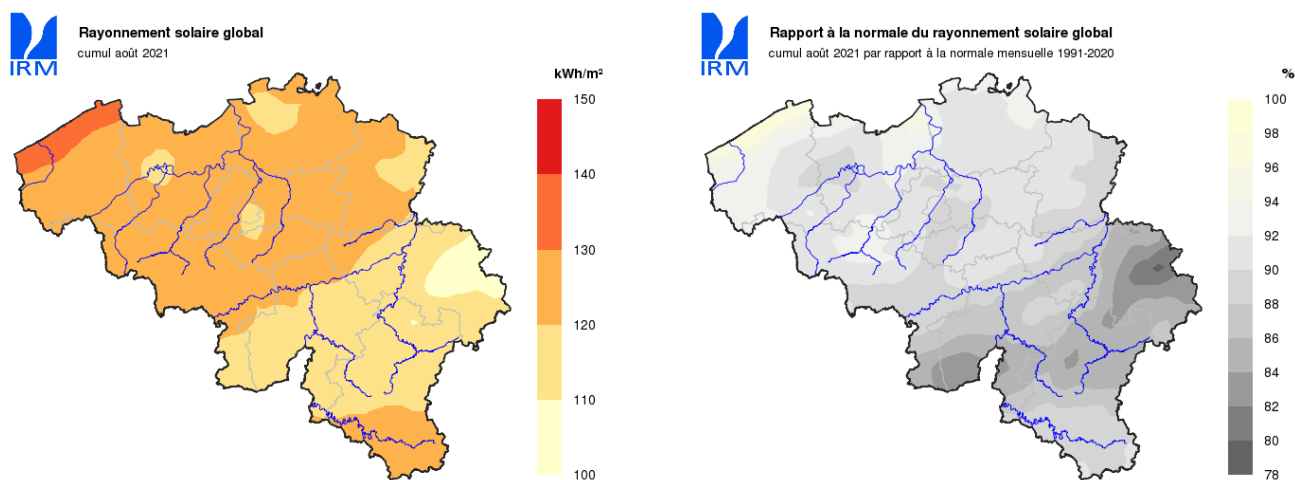 IRM
Rayonnement solaire global
cumul août 2021
kWh/m²
150
140
130
120
110
100
IRM
Rapport à la normale du rayonnement solaire global
cumul août 2021 par rapport à la normale mensuelle 1991-2020
%
100
98
96
94
92
90
88
86
84
82
80
78